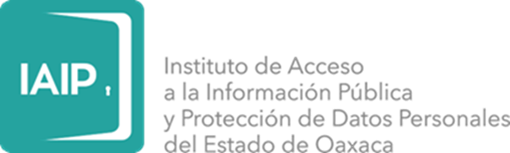 IAIP
Instituto de Acceso
a la Información Pública
y Protección de Datos Personales
del Estado de Oaxaca